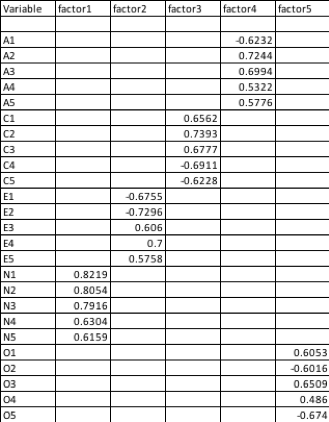 Variable factor1 factor2 factor3 factor4 factor5
A1 -0.6232
A2 0.7244
A3 0.6994
A4 0.5322
A5 0.5776
C1 0.6562
C2 0.7393
C3 0.6777
C4 -0.6911
C5 -0.6228
E1 -0.6755
E2 -0.7296
E3 0.606
E4 0.7
E5 0.5758
N1 0.8219
N2 0.8054
N3 0.7916
N4 0.6304
N5 0.6159
O1 0.6053
O2 -0.6016
O3 0.6509
O4 0.486
O5 -0.674